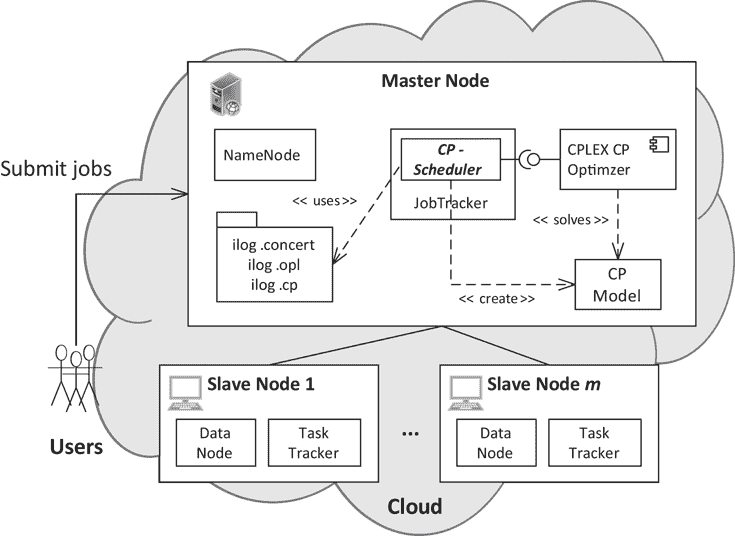 Master Node
NameNode
CP -
Scheduler
JobTracker
CPLEX CP
Optimzer
Submit jobs
<< uses >>
<< solves >>
ilog .concert
ilog .opl
ilog .cp
CP
Model
<< create >>
Users
Slave Node 1
Data
Node
Task
Tracker
...
Slave Node m
Data
Node
Task
Tracker
Cloud